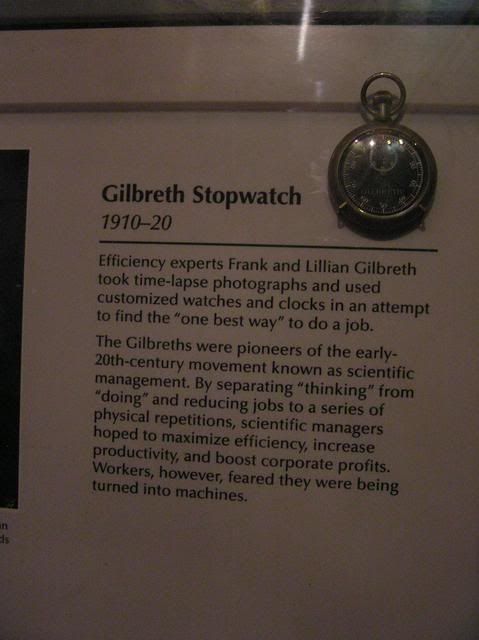 GILBRETH
Gilbreth Stopwatch
1910–20
Efficiency experts Frank and Lillian Gilbreth
took time-lapse photographs and used
customized watches and clocks in an attempt
to find the “one best way” to do a job.
The Gilbreths were pioneers of the early-
20th-century movement known as scientific
management. By separating “thinking” from
“doing” and reducing jobs to a series of
physical repetitions, scientific managers
hoped to maximize efficiency, increase
productivity, and boost corporate profits.
Workers, however, feared they were being
turned into machines.